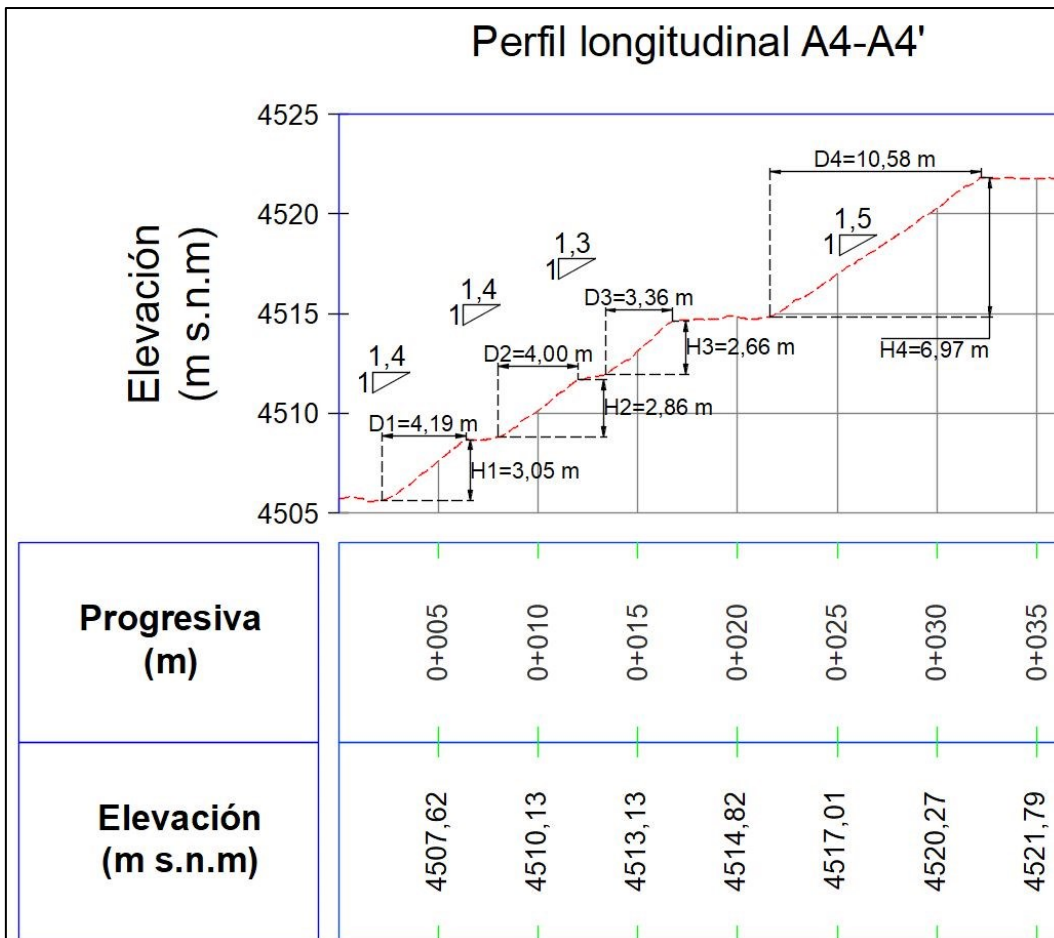 Perfil longitudinal A4-A4'
4525
4520
4515
4510
4505
Elevación
(m s.n.m)
D4=10,58 m
1,5
1
1,3
1
D3=3,36 m
1,4
1
H3=2,66 m
H4=6,97 m
D2=4,00 m
1,4
1
H2=2,86 m
D1=4,19 m
H1=3,05 m
Progresiva
(m)
0+005
0+010
0+015
0+020
0+025
0+030
0+035
Elevación
(m s.n.m)
4507,62
4510,13
4513,13
4514,82
4517,01
4520,27
4521,79